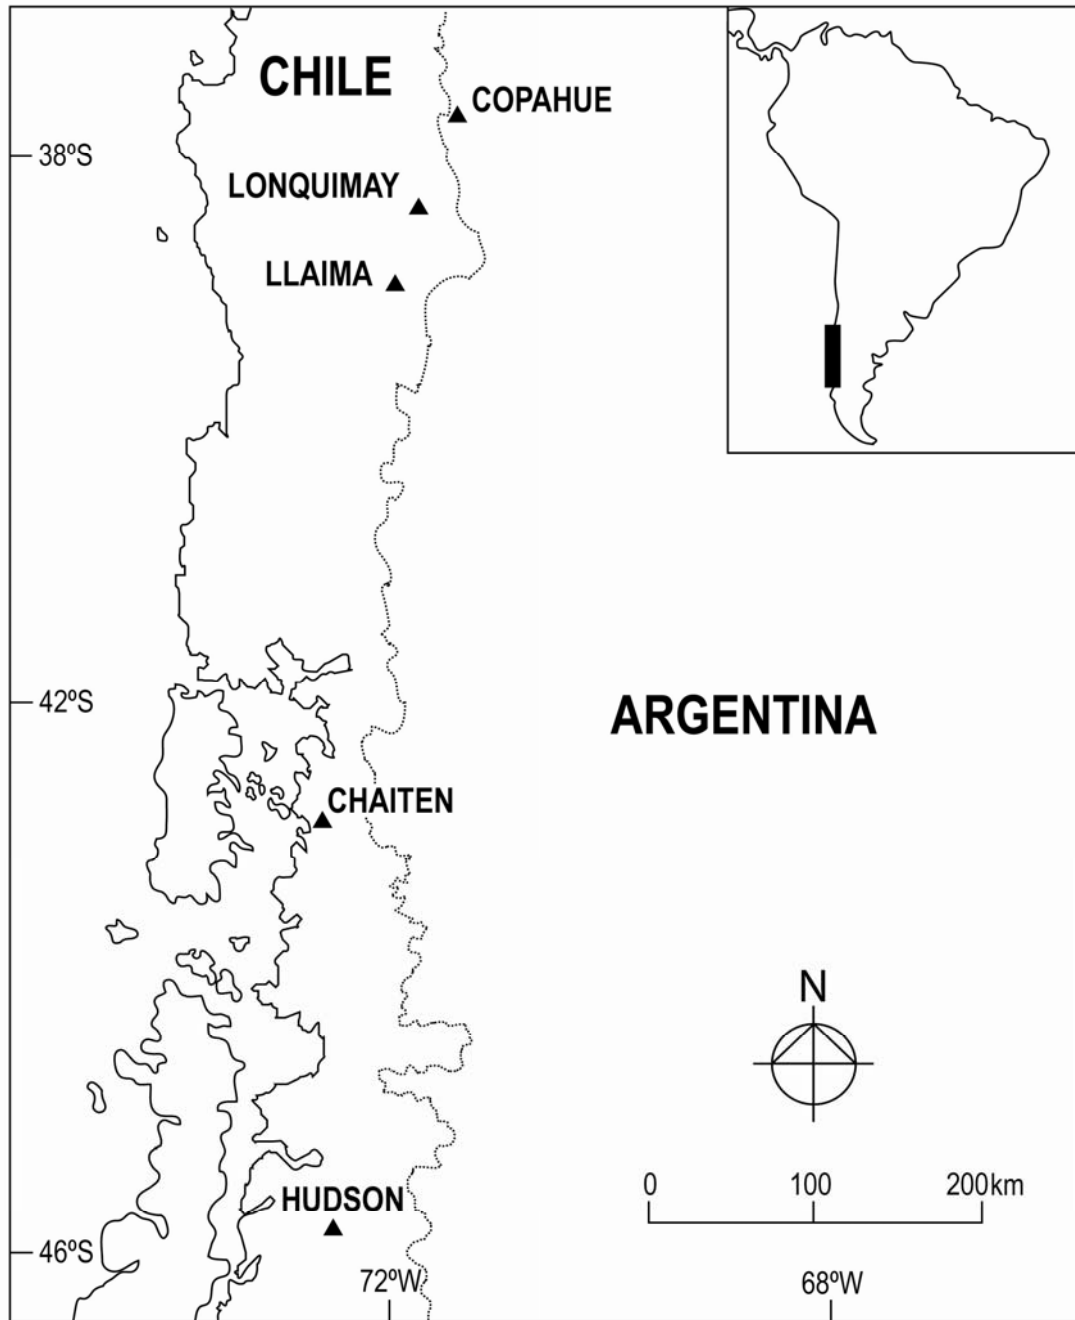 CHILE
COPAHUE
38ºS
LONQUIMAY
LLAIMA
42ºS
ARGENTINA
CHAITEN
N
0 100 200km
HUDSON
46ºS
72ºW 68ºW